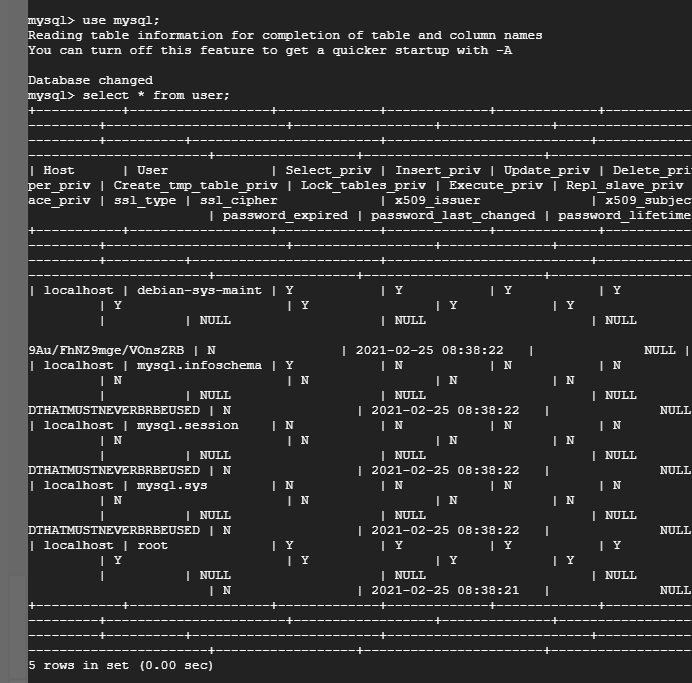 mysql> use mysql;
Reading table information for completion of table and column names
You can turn off this feature to get a quicker startup with -A
Database changed
mysql> select * from user;
| Host | User | Select_priv | Insert_priv | Update_priv | Delete_pri
per_priv | Create_tmp_table_priv | Lock_tables_priv | Execute_priv | Repl_slave_priv
ace_priv | ssl_type | ssl_cipher | x509_issuer | x509_subjec
| password_expired | password_last_changed | password_lifetime
| localhost | debian-sys-maint | Y | Y | Y | Y
| Y | Y | Y | Y
| | NULL | NULL | NULL
9Au/FhNZ9mge/VOnsZRB | N | 2021-02-25 08:38:22 | NULL |
| localhost | mysql.infoschema | Y | N | N | N
| N | N | N | N
| | NULL | NULL | NULL
DTHATMUSTNEVERBRBEUSED | N | 2021-02-25 08:38:22 | NULL
| localhost | mysql.session | N | N | N | N
| N | N | N | N
| | NULL | NULL | NULL
DTHATMUSTNEVERBRBEUSED | N | 2021-02-25 08:38:22 | NULL
| localhost | mysql.sys | N | N | N | N
| N | N | N | N
| | NULL | NULL | NULL
DTHATMUSTNEVERBRBEUSED | N | 2021-02-25 08:38:22 | NULL
| localhost | root | Y | Y | Y | Y
| Y | Y | Y | Y
| | NULL | NULL | NULL
| N | 2021-02-25 08:38:21 | NULL
5 rows in set (0.00 sec)